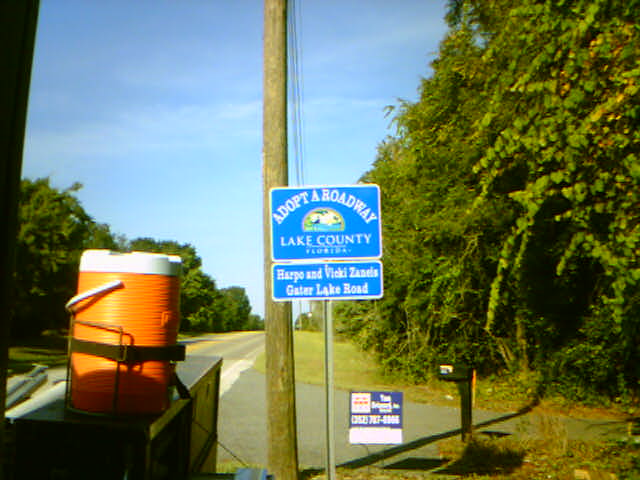 ADOPT A ROADWAY
LAKE COUNTY
FLORIDA
Harpo and Vicki Zanels
Gater Lake Road